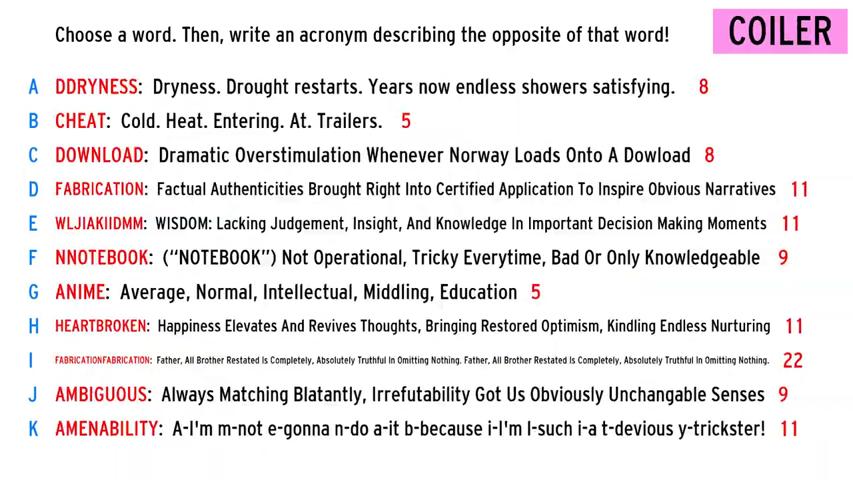 Choose a word. Then, write an acronym describing the opposite of that word!
COILER
A DDRYNESS: Dryness. Drought restarts. Years now endless showers satisfying. 8
B CHEAT: Cold. Heat. Entering. At. Trailers. 5
C DOWNLOAD: Dramatic Overstimulation Whenever Norway Loads Onto A Dowload 8
D FABRICATION: Factual Authenticities Brought Right Into Certified Application To Inspire Obvious Narratives 11
E WLJIAKIIDMM: WISDOM: Lacking Judgement, Insight, And Knowledge In Important Decision Making Moments 11
F NNOTEBOOK: (“NOTEBOOK”) Not Operational, Tricky Everytime, Bad Or Only Knowledgeable 9
G ANIME: Average, Normal, Intellectual, Middling, Education 5
H HEARTBROKEN: Happiness Elevates And Revives Thoughts, Bringing Restored Optimism, Kindling Endless Nurturing 11
I FABRICATIONFABRICATION: Father, All Brother Restated Is Completely, Absolutely Truthful In Omitting Nothing. Father, All Brother Restated Is Completely, Absolutely Truthful In Omitting Nothing. 22
J AMBIGUOUS: Always Matching Blatantly, Irrefutability Got Us Obviously Unchangable Senses 9
K AMENABILITY: A-I'm m-not e-gonna n-do a-it b-because i-I'm l-such i-a t-devious y-trickster! 11